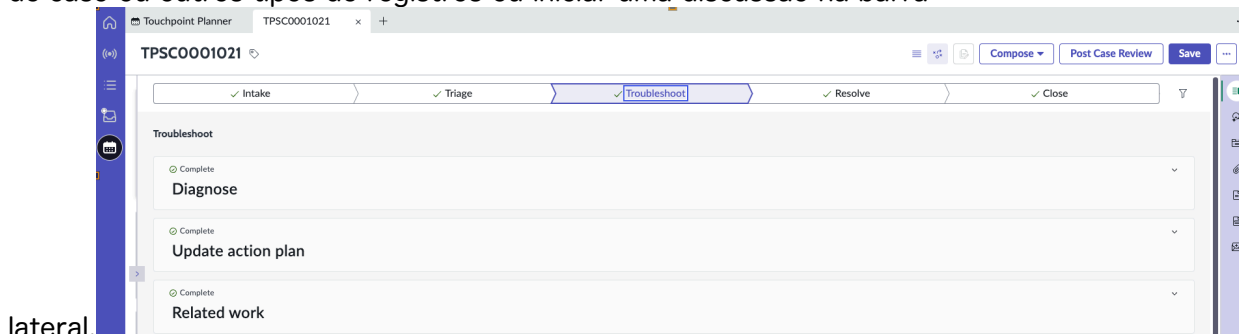 de caso ou outros tipos de registros ou iniciar uma discussão na barra
Touchpoint Planner TPSC0001021 × +
TPSC0001021 Compose Post Case Review Save ...
Intake Triage Troubleshoot Resolve Close
Troubleshoot
Complete
Diagnose
Complete
Update action plan
Complete
Related work
lateral.